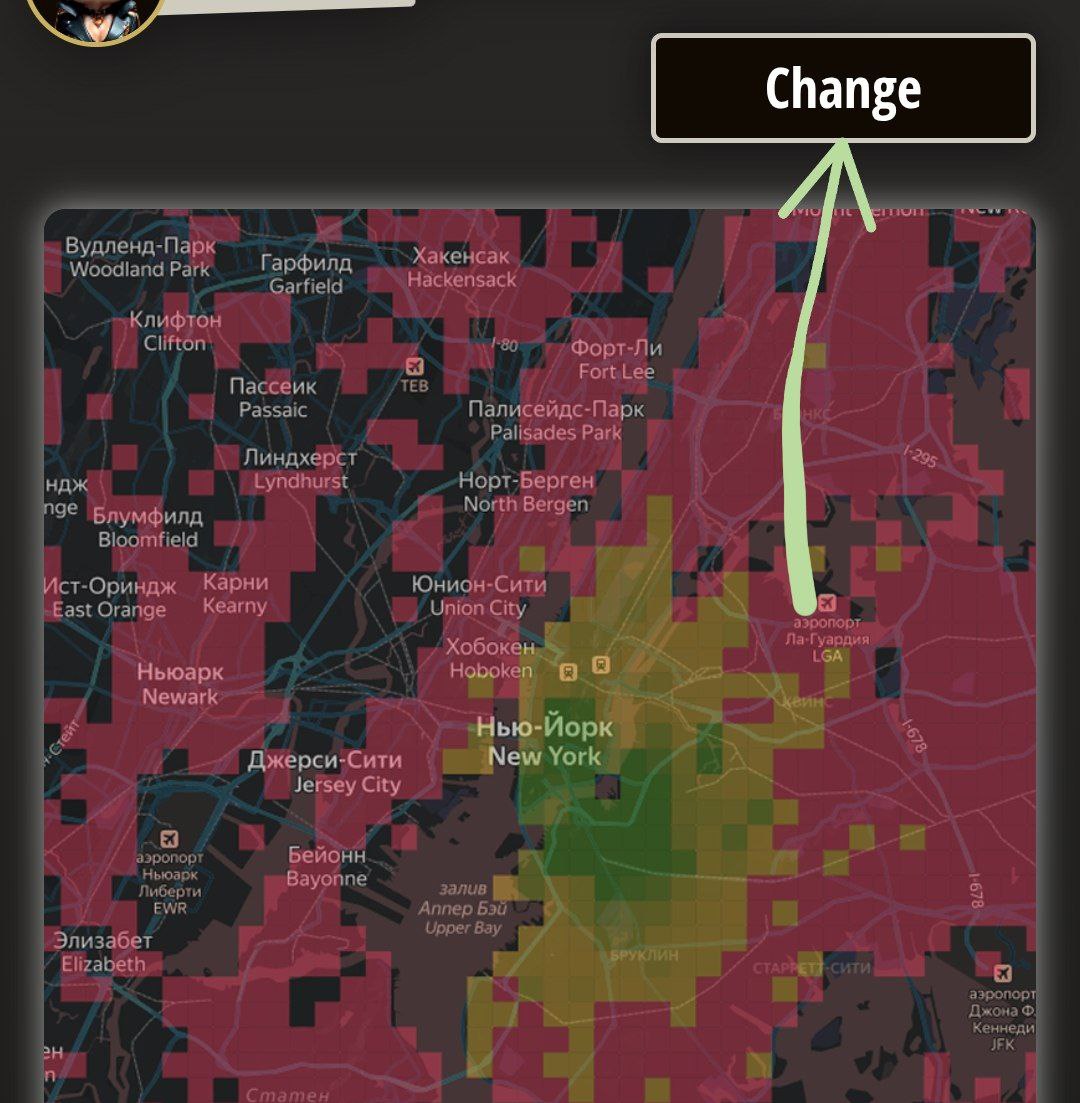 Change
Mount Vernon
Вудленд-Парк
Woodland Park
Гарфилд
Garfield
Хакенсак
Hackensack
Клифтон
Clifton
I-80
Форт-Ли
Fort Lee
TEB
Пассеик
Passaic
Палисейдс-Парк
Palisades Park
БРОНКС
Линдхерст
Lyndhurst
I-295
Норт-Берген
North Bergen
ндж
nge
Блумфилд
Bloomfield
Ист-Ориндж
East Orange
Карни
Kearny
Юнион-Сити
Union City
аэропорт
Ла-Гуардия
LGA
Хобокен
Hoboken
Ньюарк
Newark
КВИНС
Нью-Йорк
New York
I-678
Джерси-Сити
Jersey City
аэропорт
Ньюарк
Либерти
EWR
Бейонн
Bayonne
залив
Аппер Бэй
Upper Bay
I-678
Элизабет
Elizabeth
БРУКЛИН
СТАРРЕТТ-СИТИ
аэропорт
Джона Ф.
Кеннеди
JFK
ен
n
Статен